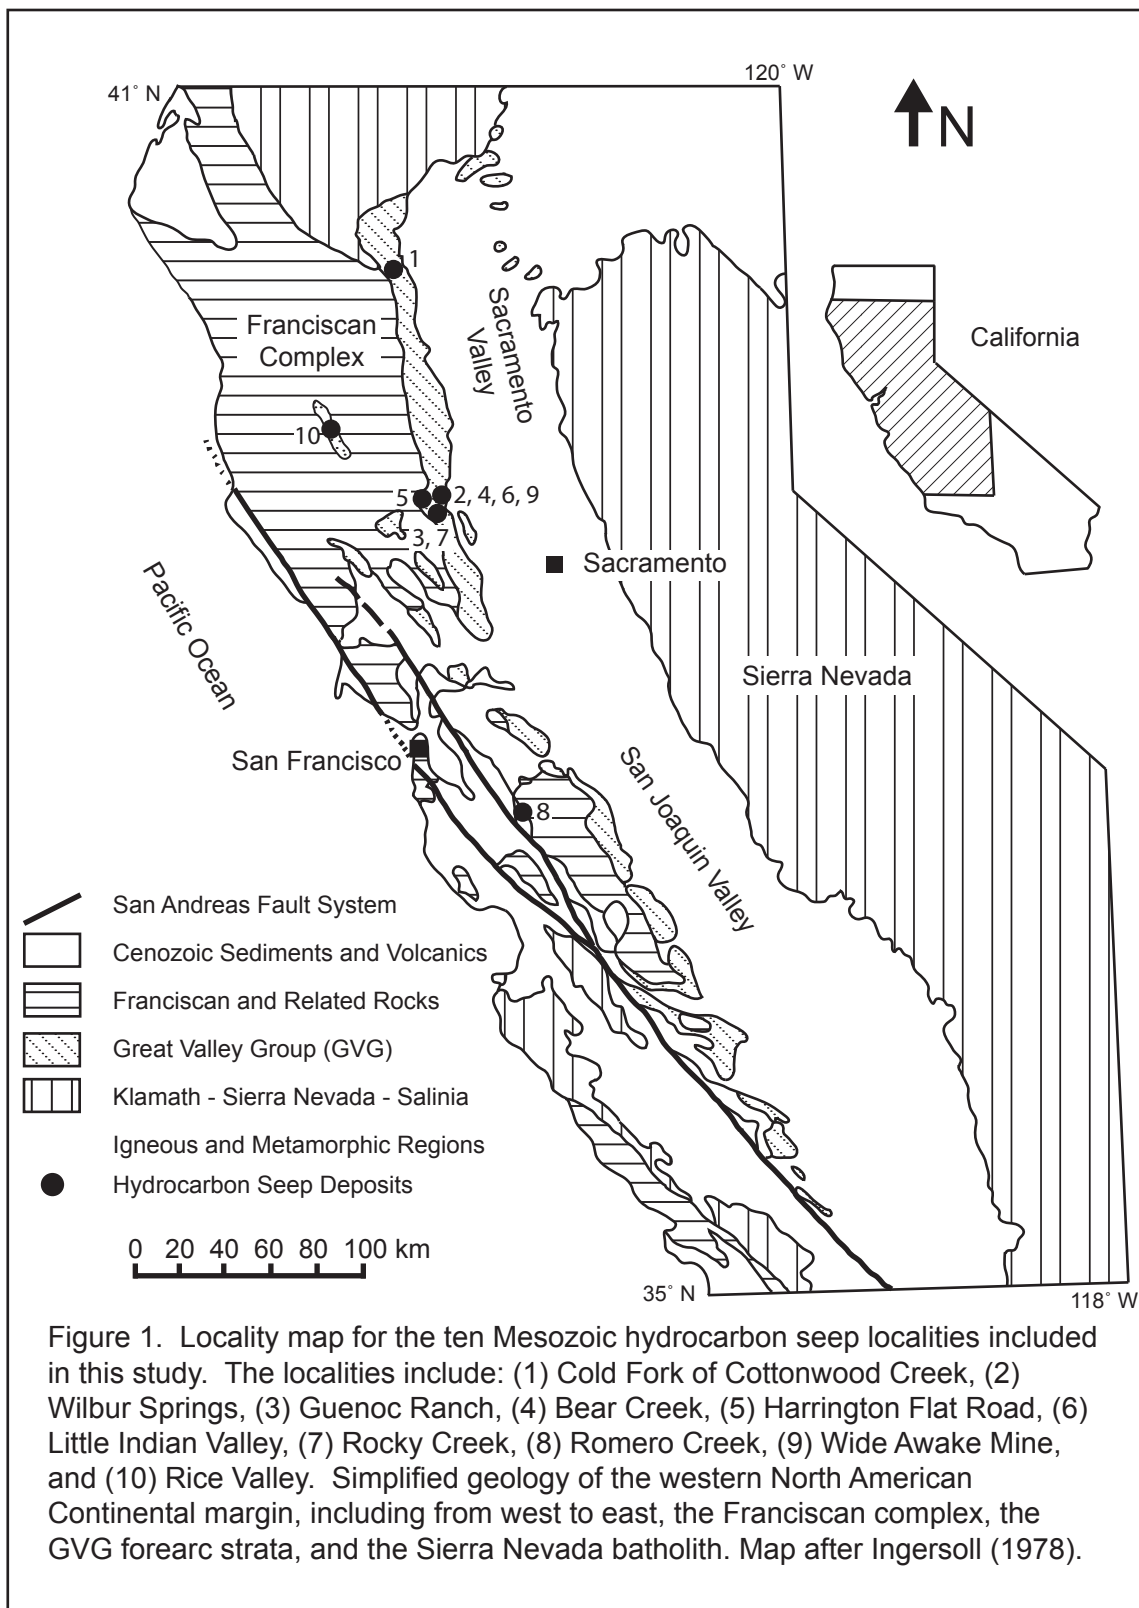 120° W
41° N
N
1
Sacramento
Valley
Franciscan
Complex
California
10
5
2, 4, 6, 9
3, 7
Sacramento
Pacific Ocean
Sierra Nevada
San Francisco
San Joaquin Valley
8
San Andreas Fault System
Cenozoic Sediments and Volcanics
Franciscan and Related Rocks
Great Valley Group (GVG)
Klamath - Sierra Nevada - Salinia
Igneous and Metamorphic Regions
Hydrocarbon Seep Deposits
0 20 40 60 80 100 km
35° N
118° W
Figure 1. Locality map for the ten Mesozoic hydrocarbon seep localities included
in this study. The localities include: (1) Cold Fork of Cottonwood Creek, (2)
Wilbur Springs, (3) Guenoc Ranch, (4) Bear Creek, (5) Harrington Flat Road, (6)
Little Indian Valley, (7) Rocky Creek, (8) Romero Creek, (9) Wide Awake Mine,
and (10) Rice Valley. Simplified geology of the western North American
Continental margin, including from west to east, the Franciscan complex, the
GVG forearc strata, and the Sierra Nevada batholith. Map after Ingersoll (1978).